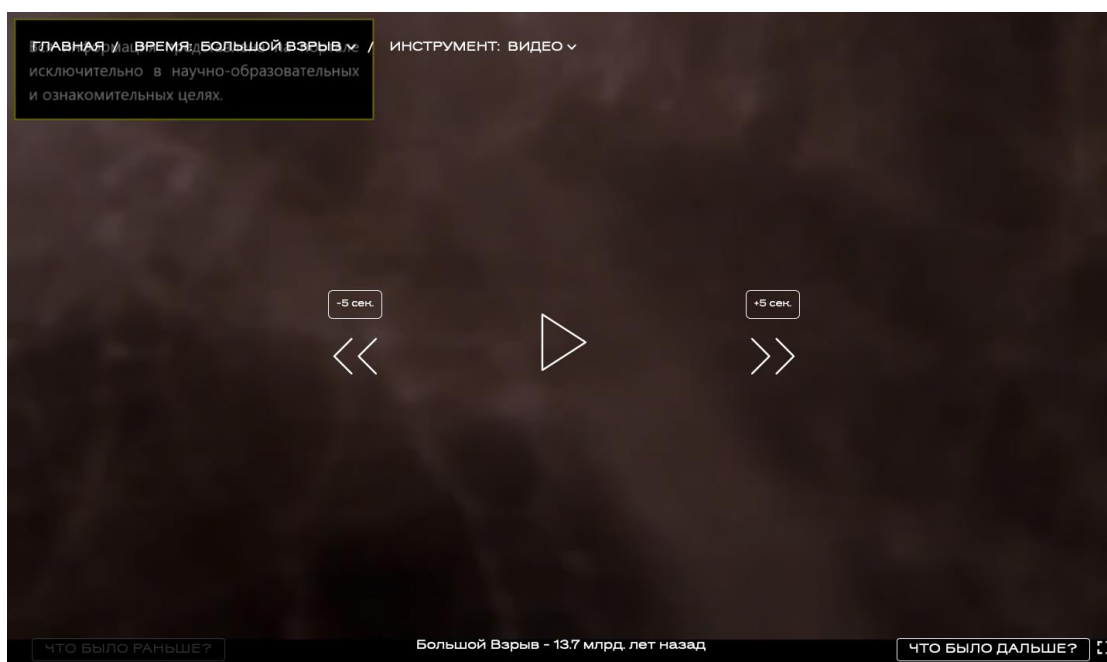 ГЛАВНАЯ / ВРЕМЯ: БОЛЬШОЙ ВЗРЫВ / ИНСТРУМЕНТ: ВИДЕО
исключительно в научно-образовательных
и ознакомительных целях.
-5 сек.
+5 сек.
ЧТО БЫЛО РАНЬШЕ?
Большой Взрыв - 13.7 млрд. лет назад
ЧТО БЫЛО ДАЛЬШЕ?